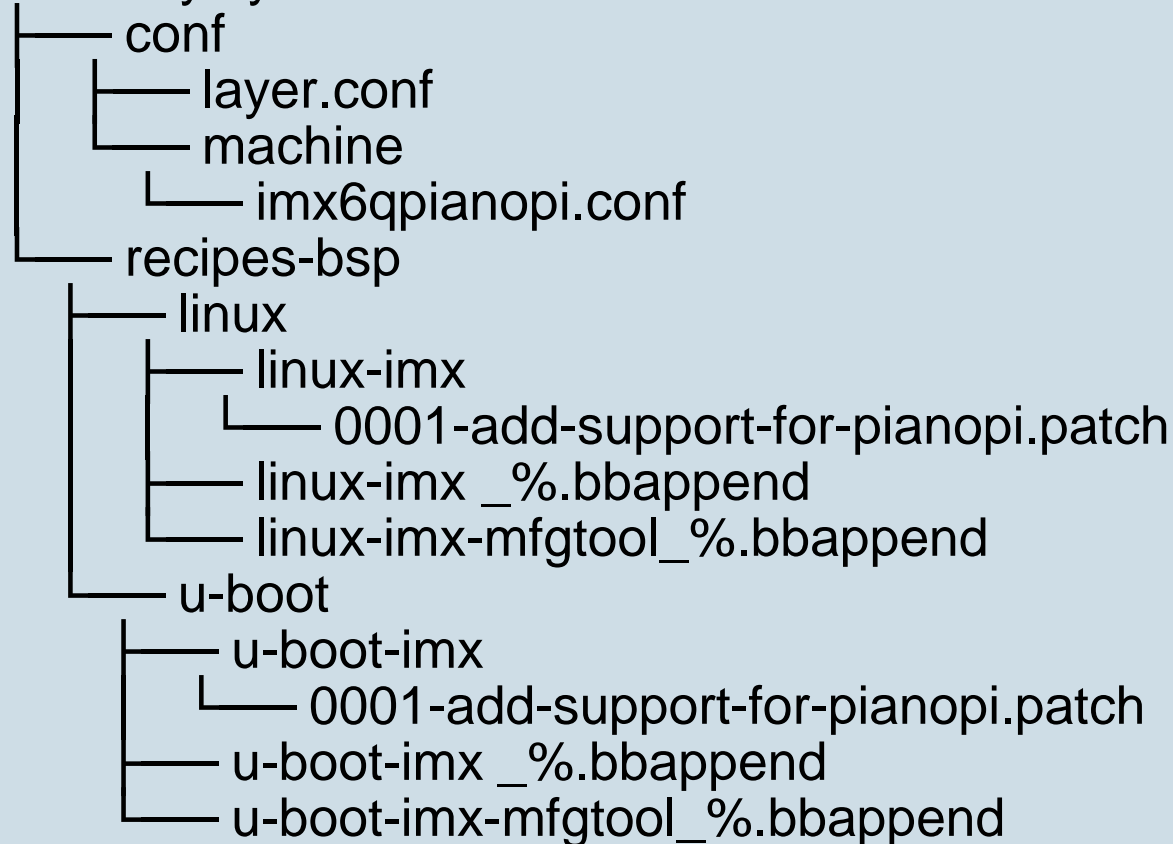 conf
layer.conf
machine
imx6qpianopi.conf
recipes-bsp
linux
linux-imx
0001-add-support-for-pianopi.patch
linux-imx _%.bbappend
linux-imx-mfgtool_%.bbappend
u-boot
u-boot-imx
0001-add-support-for-pianopi.patch
u-boot-imx _%.bbappend
u-boot-imx-mfgtool_%.bbappend